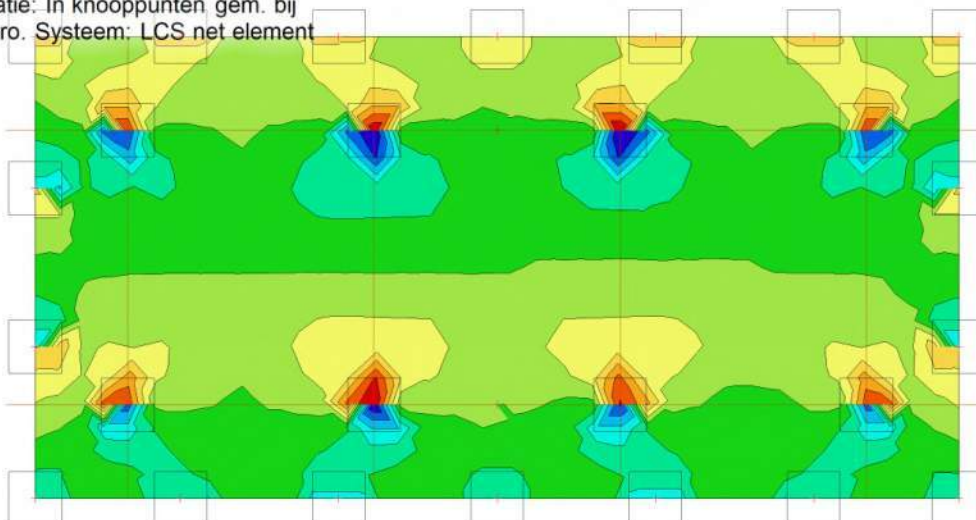 atie: In knooppunten gem. bij
ro. Systeem: LCS net element